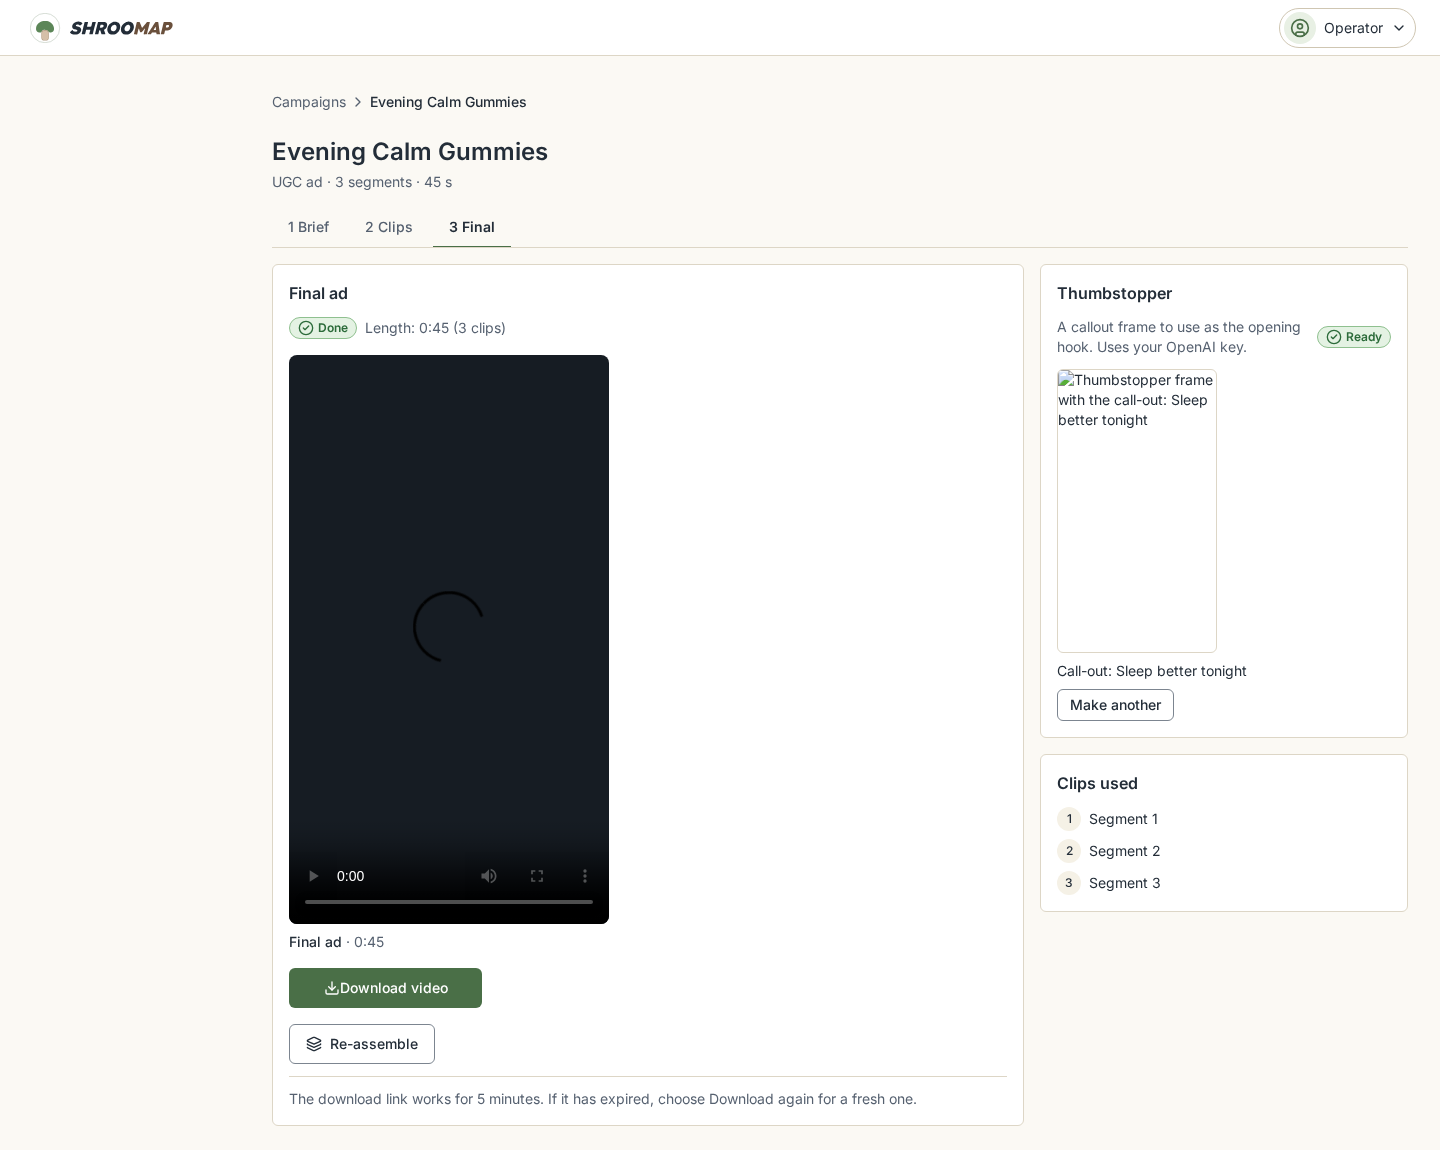 SHROOMAP
Operator
Campaigns
Evening Calm Gummies
Evening Calm Gummies
UGC ad · 3 segments · 45 s
1 Brief
2 Clips
3 Final
Final ad
Done
Length: 0:45 (3 clips)
0:00
Final ad · 0:45
Download video
Re-assemble
The download link works for 5 minutes. If it has expired, choose Download again for a fresh one.
Thumbstopper
A callout frame to use as the opening
hook. Uses your OpenAI key.
Ready
Thumbstopper frame
with the call-out: Sleep
better tonight
Call-out: Sleep better tonight
Make another
Clips used
1 Segment 1
2 Segment 2
3 Segment 3